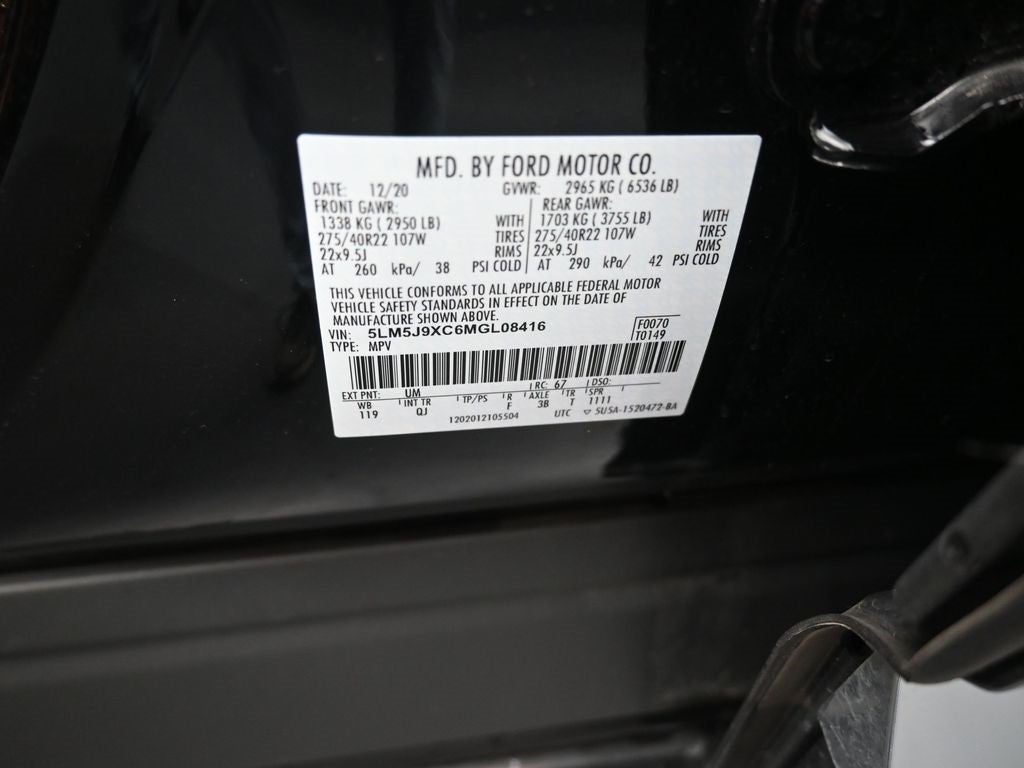 MFD. BY FORD MOTOR CO.
DATE: 12/20 GVWR: 2965 KG ( 6536 LB)
FRONT GAWR: REAR GAWR:
1338 KG ( 2950 LB) WITH 1703 KG ( 3755 LB) WITH
275/40R22 107W TIRES 275/40R22 107W TIRES
22x9.5J RIMS 22x9.5J RIMS
AT 260 kPa/ 38 PSI COLD AT 290 kPa/ 42 PSI COLD
THIS VEHICLE CONFORMS TO ALL APPLICABLE FEDERAL MOTOR
VEHICLE SAFETY STANDARDS IN EFFECT ON THE DATE OF
MANUFACTURE SHOWN ABOVE.
VIN: 5LM5J9XC6MGL08416 F0070
TYPE: MPV T0149
EXT PNT: UM RC: 67 DSO:
WB INT TR TP/PS R AXLE TR SPR
119 QJ F 3B T 1111
1202012105504 UTC 5U5A-1520472-BA